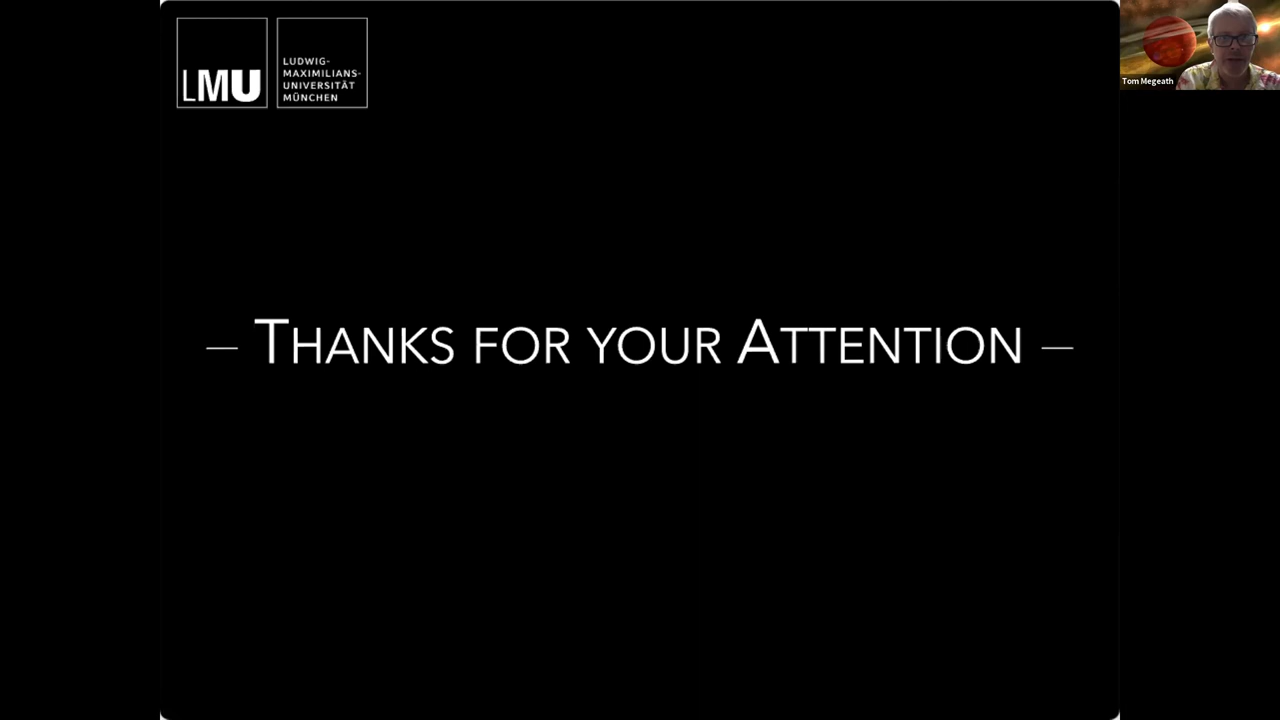 LMU
LUDWIG-
MAXIMILIANS-
UNIVERSITÄT
MÜNCHEN
Tom Megeath
— THANKS FOR YOUR ATTENTION —